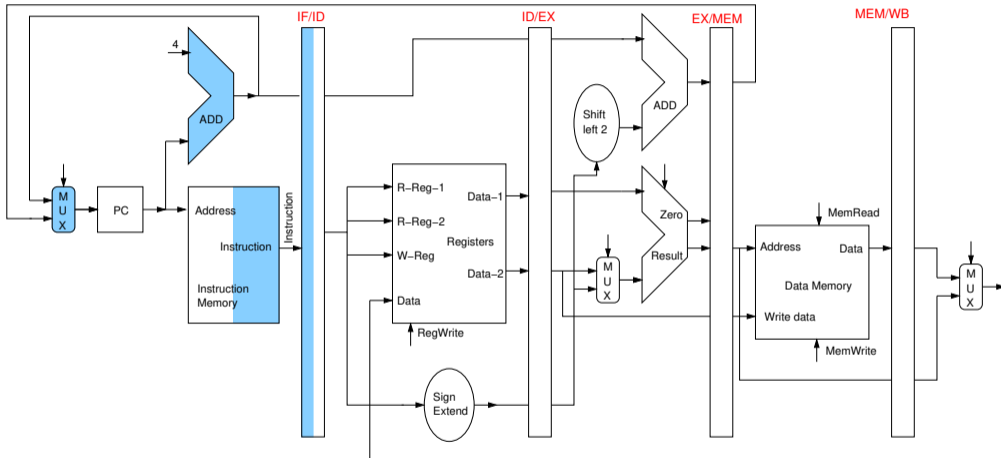 IF/ID
ID/EX
EX/MEM
MEM/WB
4
ADD
ADD
Shift
left 2
M
U
X
PC
Address
Instruction
Instruction
Memory
Instruction
R-Reg-1
R-Reg-2
W-Reg
Data
Data-1
Registers
Data-2
RegWrite
Sign
Extend
M
U
X
Zero
Result
MemRead
Address
Data
Data Memory
Write data
MemWrite
M
U
X